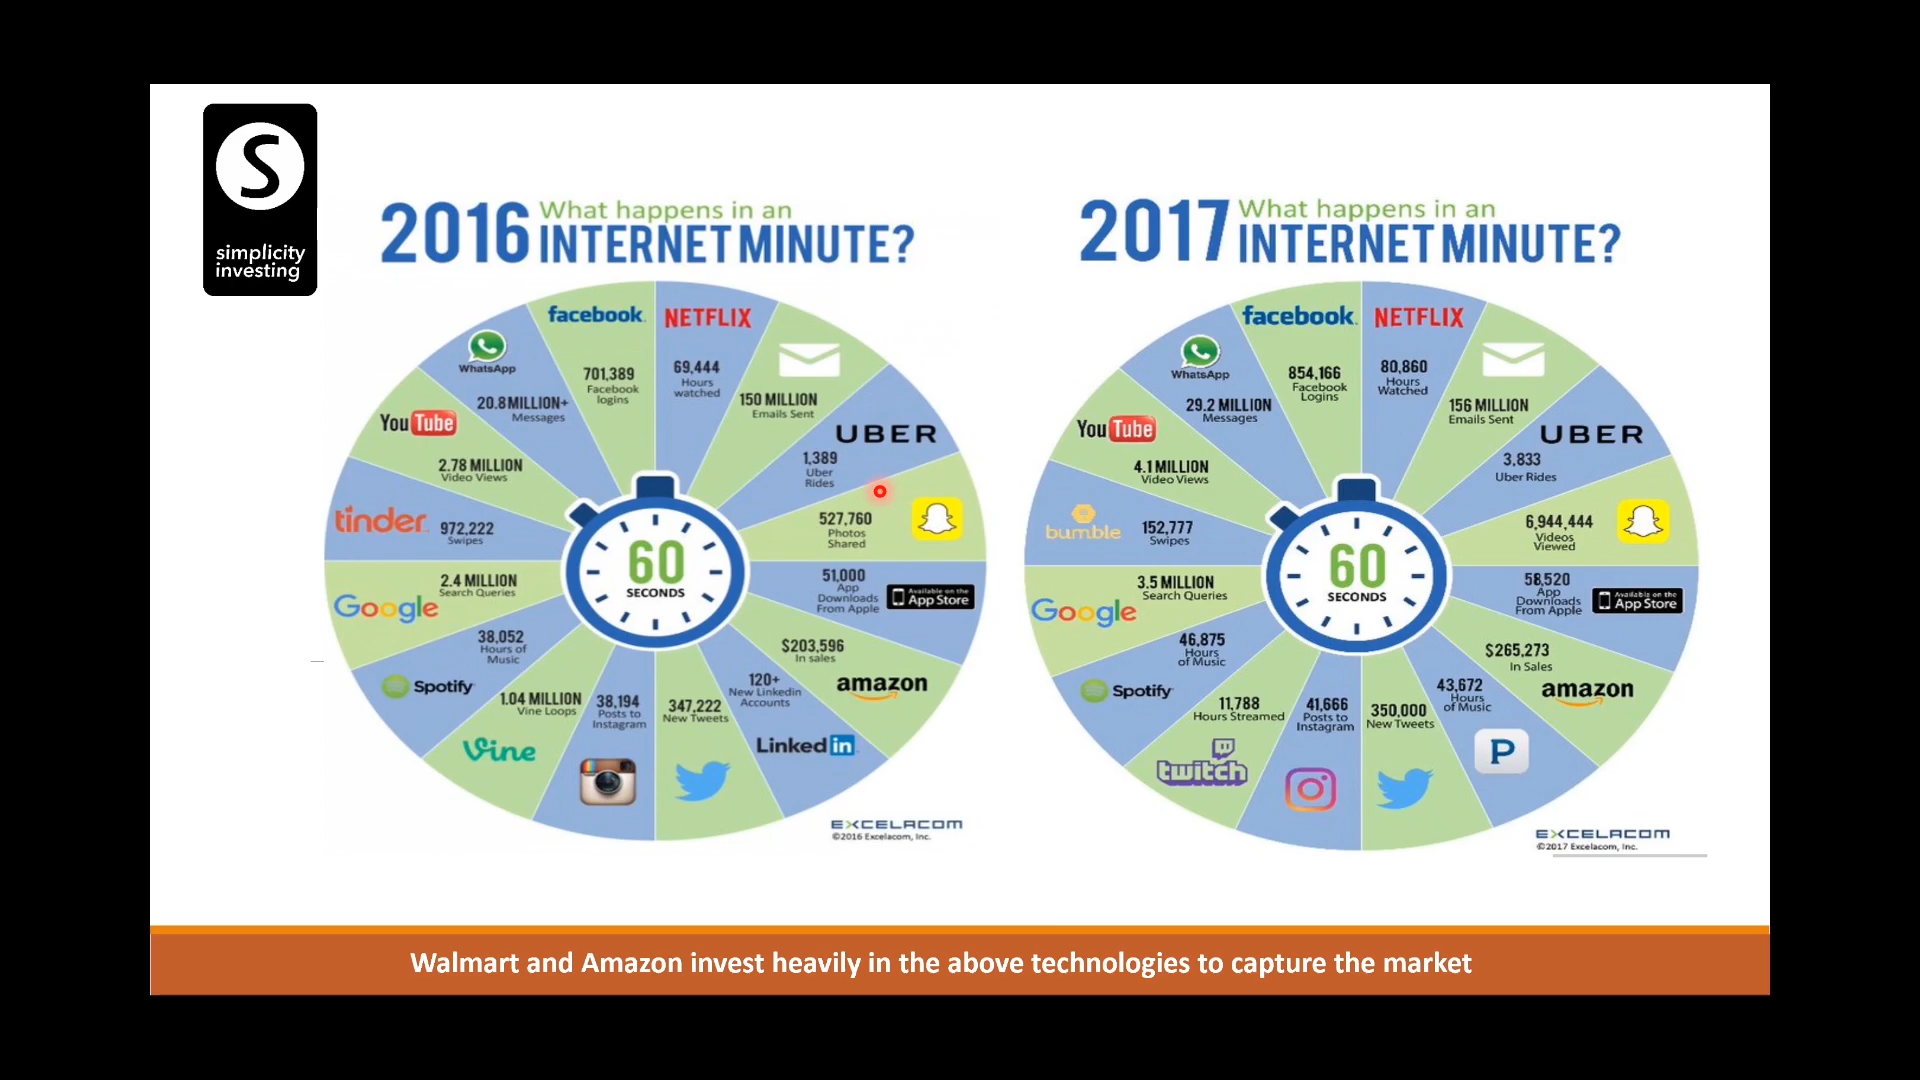 S
simplicity
investing
2016 What happens in an
INTERNET MINUTE?
facebook.
701,389
Facebook
logins
NETFLIX
69,444
Hours
watched
150 MILLION
Emails Sent
UBER
1,389
Uber
Rides
527,760
Photos
Shared
51,000
App
Downloads
From Apple
Available on the
App Store
$203,596
In sales
amazon
120+
New Linkedin
Accounts
Linked in
347,222
New Tweets
38,194
Posts to
Instagram
1.04 MILLION
Vine Loops
Vine
38,052
Hours of
Music
Spotify
2.4 MILLION
Search Queries
Google
tinder
972,222
Swipes
YouTube
2.78 MILLION
Video Views
WhatsApp
20.8 MILLION+
Messages
60
SECONDS
EXCELACOM
©2016 Excelacom, Inc.
2017 What happens in an
INTERNET MINUTE?
facebook.
854,166
Facebook
Logins
NETFLIX
80,860
Hours
Watched
156 MILLION
Emails Sent
UBER
3,833
Uber Rides
6,944,444
Videos
Viewed
58,520
App
Downloads
From Apple
Available on the
App Store
$265,273
In Sales
amazon
43,672
Hours
of Music
P
350,000
New Tweets
41,666
Posts to
Instagram
11,788
Hours Streamed
twitch
46,875
Hours
of Music
Spotify
3.5 MILLION
Search Queries
Google
bumble
152,777
Swipes
YouTube
4.1 MILLION
Video Views
WhatsApp
29.2 MILLION
Messages
60
SECONDS
EXCELACOM
©2017 Excelacom, Inc.
Walmart and Amazon invest heavily in the above technologies to capture the market